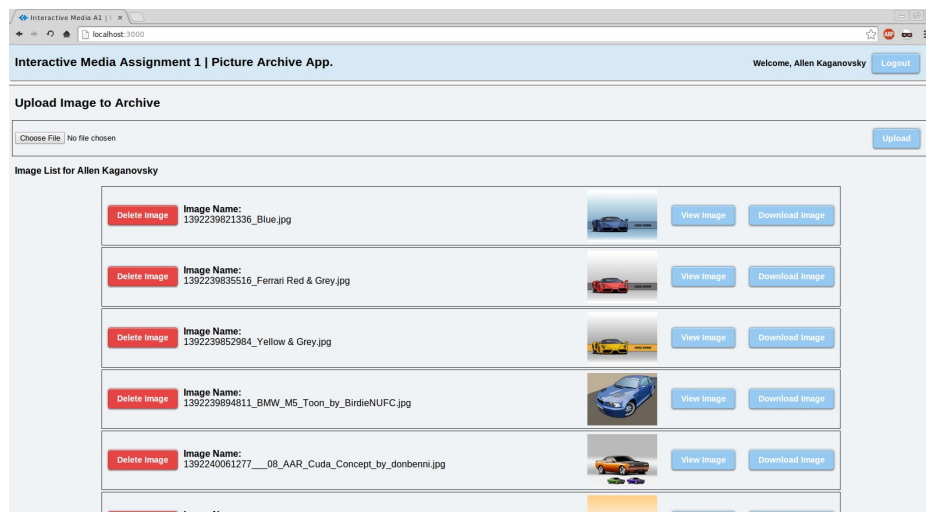 Interactive Media A1 |
localhost:3000
ABP
Interactive Media Assignment 1 | Picture Archive App.
Welcome, Allen Kaganovsky
Logout
Upload Image to Archive
Choose File No file chosen
Upload
Image List for Allen Kaganovsky
Delete Image
Image Name:
1392239821336_Blue.jpg
View Image
Download Image
Delete Image
Image Name:
1392239835516_Ferrari Red & Grey.jpg
View Image
Download Image
Delete Image
Image Name:
1392239852984_Yellow & Grey.jpg
View Image
Download Image
Delete Image
Image Name:
1392239894811_BMW_M5_Toon_by_BirdieNUFC.jpg
View Image
Download Image
Delete Image
Image Name:
1392240061277___08_AAR_Cuda_Concept_by_donbenni.jpg
View Image
Download Image